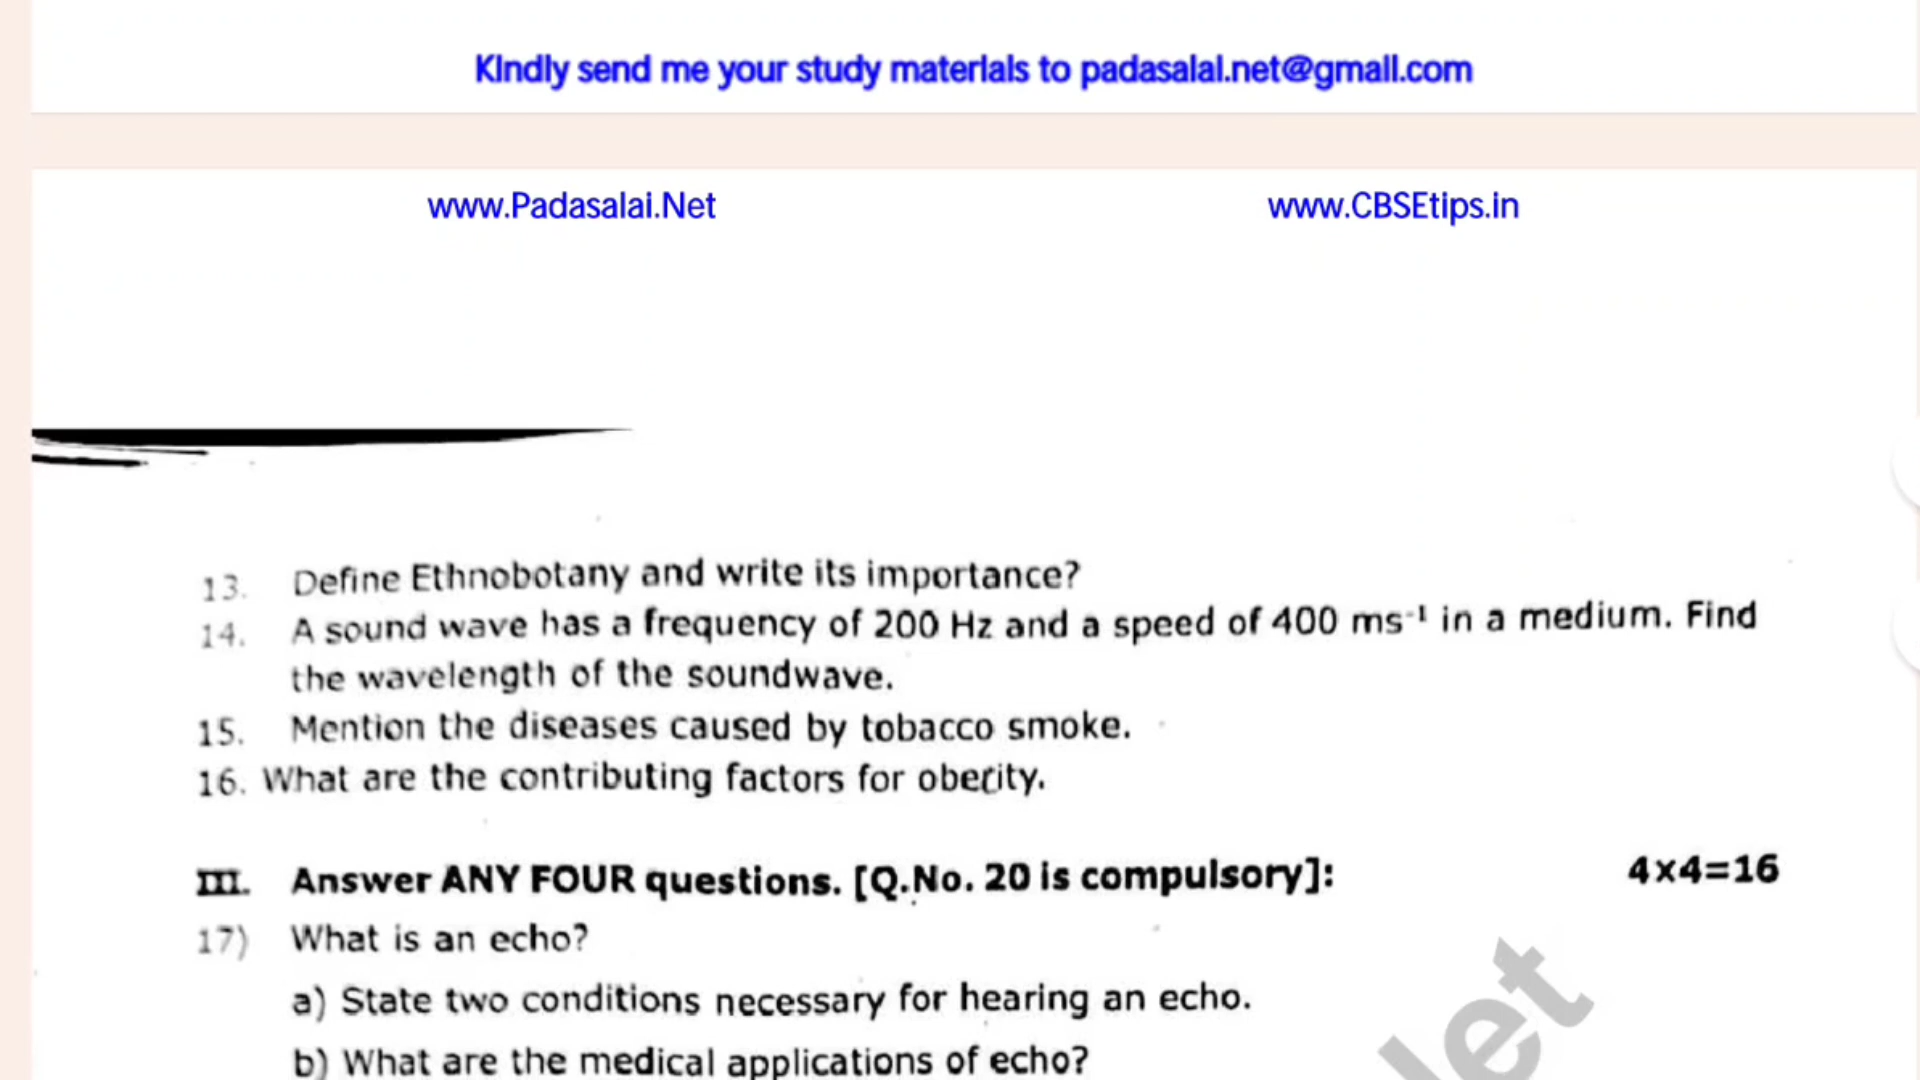 Kindly send me your study materials to padasalai.net@gmail.com
www.Padasalai.Net www.CBSEtips.in
13. Define Ethnobotany and write its importance?
14. A sound wave has a frequency of 200 Hz and a speed of 400 ms⁻¹ in a medium. Find
the wavelength of the soundwave.
15. Mention the diseases caused by tobacco smoke.
16. What are the contributing factors for obecity.
III. Answer ANY FOUR questions. [Q.No. 20 is compulsory]: 4x4=16
17) What is an echo?
a) State two conditions necessary for hearing an echo.
b) What are the medical applications of echo?
let